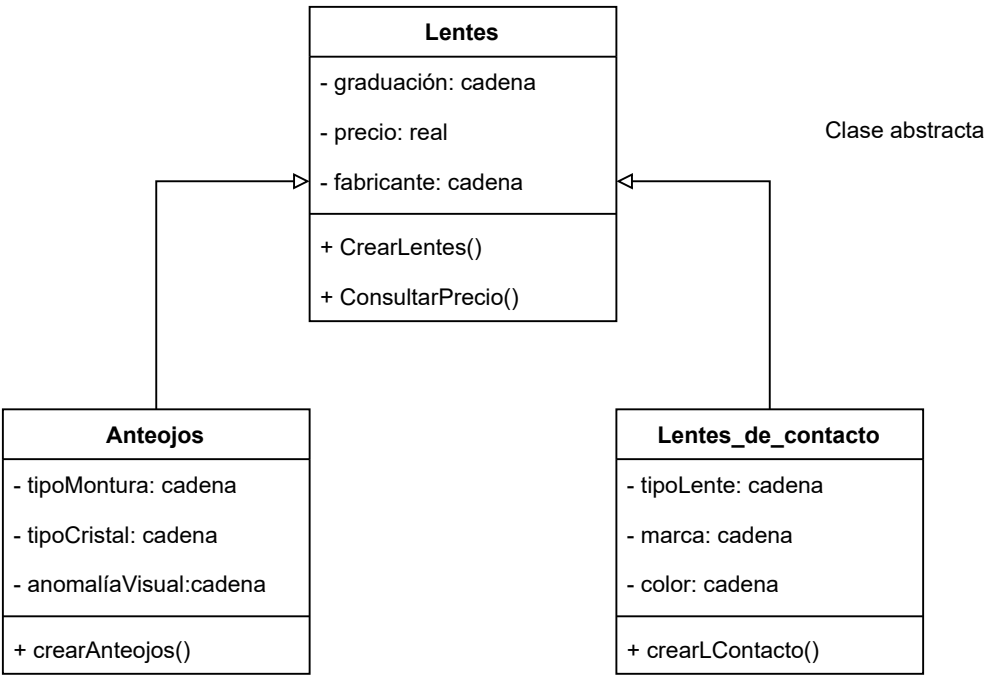 Lentes
- graduación: cadena
- precio: real
- fabricante: cadena
+ CrearLentes()
+ ConsultarPrecio()
Clase abstracta
Anteojos
- tipoMontura: cadena
- tipoCristal: cadena
- anomalíaVisual:cadena
+ crearAnteojos()
Lentes_de_contacto
- tipoLente: cadena
- marca: cadena
- color: cadena
+ crearLContacto()